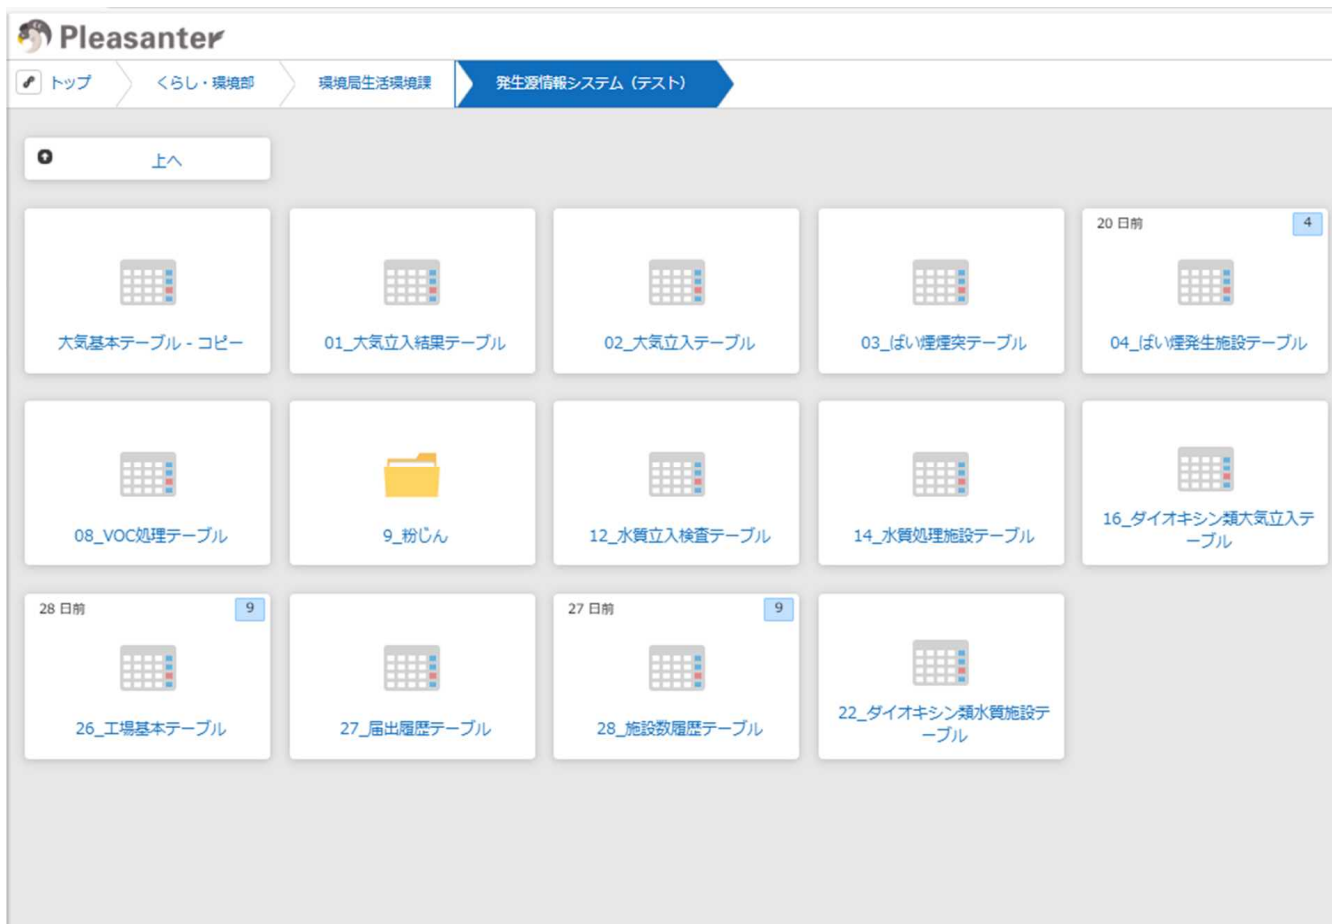 Pleasanter
トップ
くらし・環境部
環境局生活環境課
発生源情報システム（テスト）
上へ
大気基本テーブル - コピー
01_大気立入結果テーブル
02_大気立入テーブル
03_ばい煙煙突テーブル
20 日前
4
04_ばい煙発生施設テーブル
08_VOC処理テーブル
9_粉じん
12_水質立入検査テーブル
14_水質処理施設テーブル
16_ダイオキシン類大気立入テ
ーブル
28 日前
9
26_工場基本テーブル
27_届出履歴テーブル
27 日前
9
28_施設数履歴テーブル
22_ダイオキシン類水質施設テ
ーブル